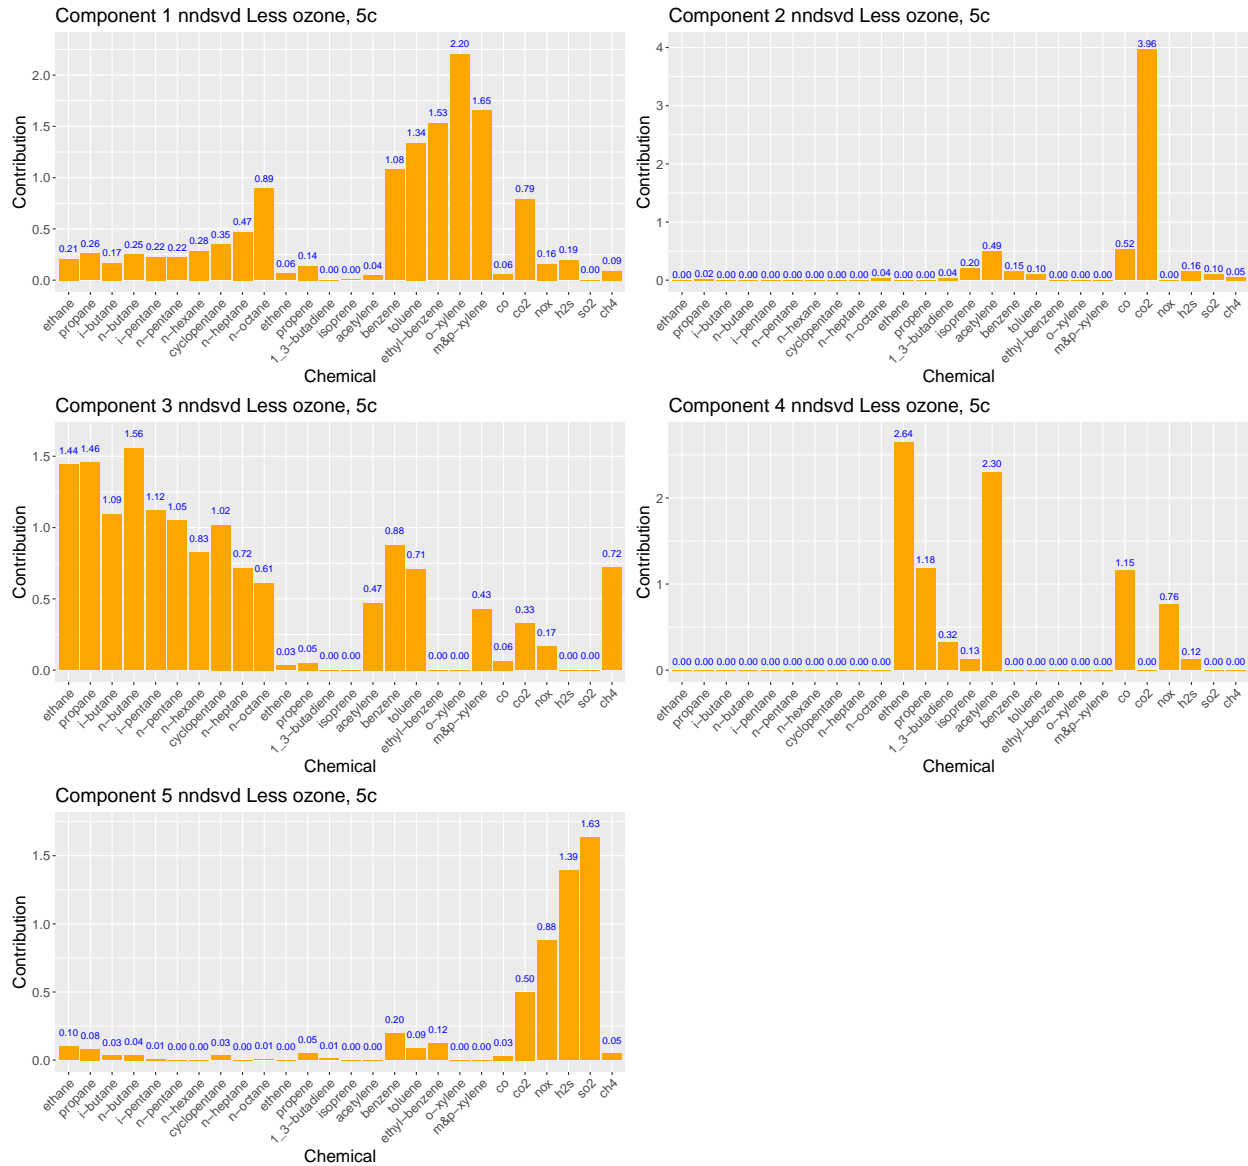 Component 1 nndsvd Less ozone, 5c
Contribution
2.0
1.5
1.0
0.5
0.0
0.21 0.26 0.17 0.25 0.22 0.22 0.28 0.35 0.47 0.89 0.06 0.14 0.00 0.00 0.04 1.08 1.34 1.53 2.20 1.65 0.06 0.79 0.16 0.19 0.00 0.09
ethane propane i−butane n−butane i−pentane n−pentane n−hexane cyclopentane n−heptane n−octane ethene propene 1_3−butadiene isoprene acetylene benzene toluene ethyl−benzene o−xylene m&p−xylene co co2 nox h2s so2 ch4
Chemical
Component 2 nndsvd Less ozone, 5c
Contribution
4
3
2
1
0
0.00 0.02 0.00 0.00 0.00 0.00 0.00 0.00 0.00 0.04 0.00 0.00 0.04 0.20 0.49 0.15 0.10 0.00 0.00 0.00 0.52 3.96 0.00 0.16 0.10 0.05
ethane propane i−butane n−butane i−pentane n−pentane n−hexane cyclopentane n−heptane n−octane ethene propene 1_3−butadiene isoprene acetylene benzene toluene ethyl−benzene o−xylene m&p−xylene co co2 nox h2s so2 ch4
Chemical
Component 3 nndsvd Less ozone, 5c
Contribution
1.5
1.0
0.5
0.0
1.44 1.46 1.09 1.56 1.12 1.05 0.83 1.02 0.72 0.61 0.03 0.05 0.00 0.00 0.47 0.88 0.71 0.00 0.00 0.43 0.06 0.33 0.17 0.00 0.00 0.72
ethane propane i−butane n−butane i−pentane n−pentane n−hexane cyclopentane n−heptane n−octane ethene propene 1_3−butadiene isoprene acetylene benzene toluene ethyl−benzene o−xylene m&p−xylene co co2 nox h2s so2 ch4
Chemical
Component 4 nndsvd Less ozone, 5c
Contribution
2
1
0
0.00 0.00 0.00 0.00 0.00 0.00 0.00 0.00 0.00 0.00 2.64 1.18 0.32 0.13 2.30 0.00 0.00 0.00 0.00 0.00 1.15 0.00 0.76 0.12 0.00 0.00
ethane propane i−butane n−butane i−pentane n−pentane n−hexane cyclopentane n−heptane n−octane ethene propene 1_3−butadiene isoprene acetylene benzene toluene ethyl−benzene o−xylene m&p−xylene co co2 nox h2s so2 ch4
Chemical
Component 5 nndsvd Less ozone, 5c
Contribution
1.5
1.0
0.5
0.0
0.10 0.08 0.03 0.04 0.01 0.00 0.00 0.03 0.00 0.01 0.00 0.05 0.01 0.00 0.00 0.20 0.09 0.12 0.00 0.00 0.03 0.50 0.88 1.39 1.63 0.05
ethane propane i−butane n−butane i−pentane n−pentane n−hexane cyclopentane n−heptane n−octane ethene propene 1_3−butadiene isoprene acetylene benzene toluene ethyl−benzene o−xylene m&p−xylene co co2 nox h2s so2 ch4
Chemical